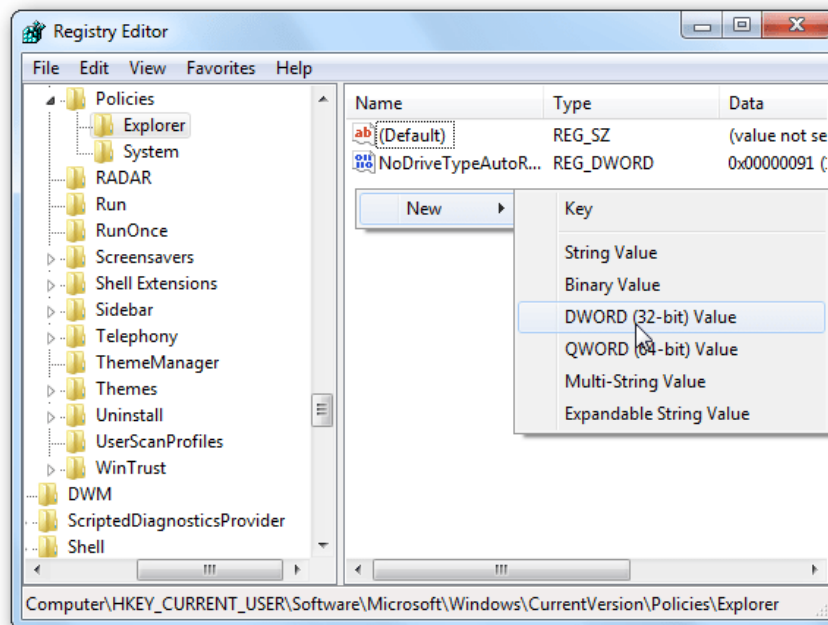 Registry Editor
File Edit View Favorites Help
Policies
Explorer
System
RADAR
Run
RunOnce
Screensavers
Shell Extensions
Sidebar
Telephony
ThemeManager
Themes
Uninstall
UserScanProfiles
WinTrust
DWM
ScriptedDiagnosticsProvider
Shell
Name Type Data
(Default) REG_SZ (value not se
NoDriveTypeAutoR... REG_DWORD 0x00000091 (
New
Key
String Value
Binary Value
DWORD (32-bit) Value
QWORD (64-bit) Value
Multi-String Value
Expandable String Value
Computer\HKEY_CURRENT_USER\Software\Microsoft\Windows\CurrentVersion\Policies\Explorer